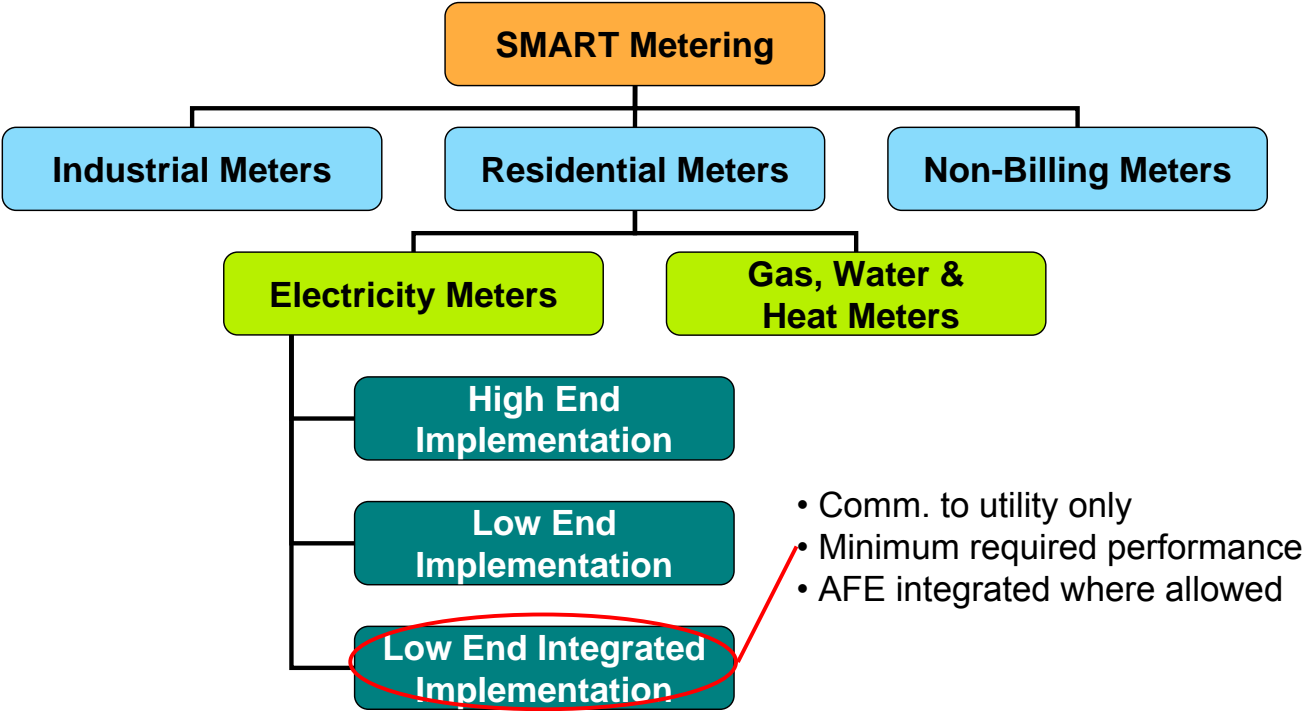 SMART Metering
Industrial Meters
Residential Meters
Non-Billing Meters
Electricity Meters
Gas, Water &
Heat Meters
High End
Implementation
Low End
Implementation
Low End Integrated
Implementation
• Comm. to utility only
• Minimum required performance
• AFE integrated where allowed